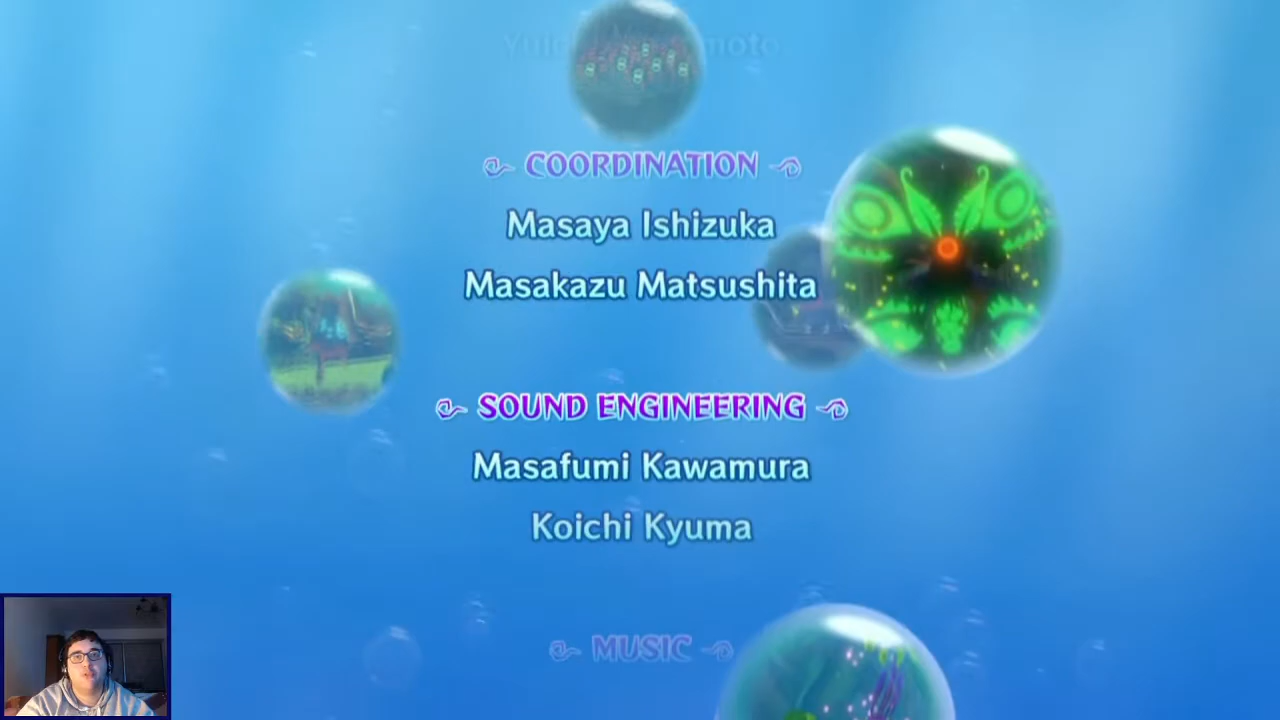 COORDINATION
Masaya Ishizuka
Masakazu Matsushita
SOUND ENGINEERING
Masafumi Kawamura
Koichi Kyuma
MUSIC